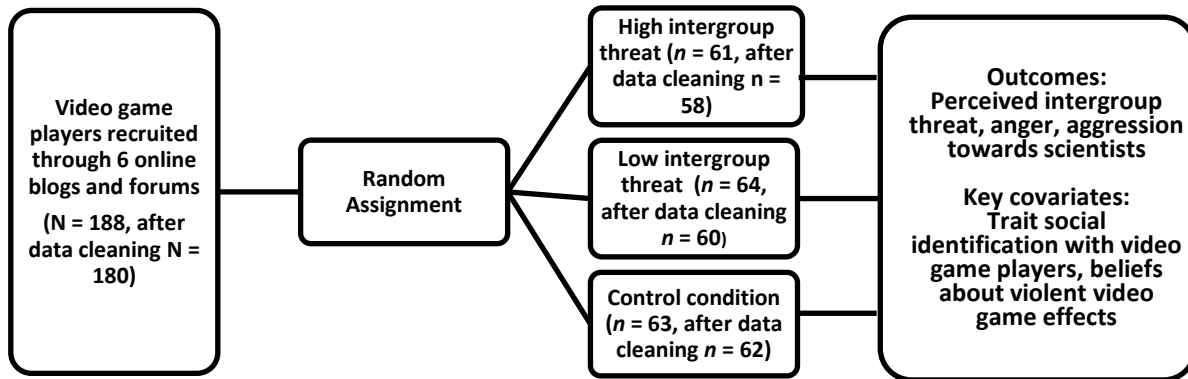 Video game
players recruited
through 6 online
blogs and forums
(N = 188, after
data cleaning N =
180)
Random
Assignment
High intergroup
threat (n = 61, after
data cleaning n =
58)
Low intergroup
threat (n = 64,
after data cleaning
n = 60)
Control condition
(n = 63, after data
cleaning n = 62)
Outcomes:
Perceived intergroup
threat, anger, aggression
towards scientists
Key covariates:
Trait social
identification with video
game players, beliefs
about violent video
game effects